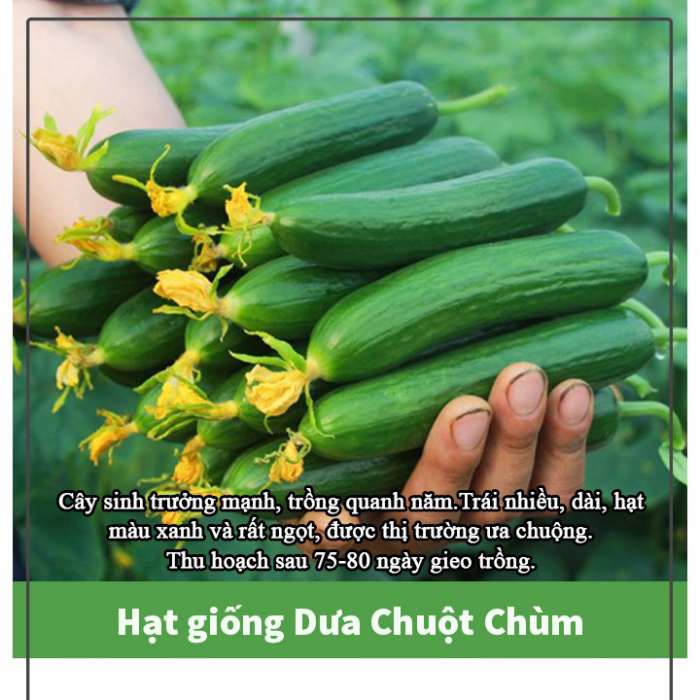 Cây sinh trưởng mạnh, trồng quanh năm.Trái nhiều, dài, hạt
màu xanh và rất ngọt, được thị trường ưa chuộng.
Thu hoạch sau 75-80 ngày gieo trồng.
Hạt giống Dưa Chuột Chùm